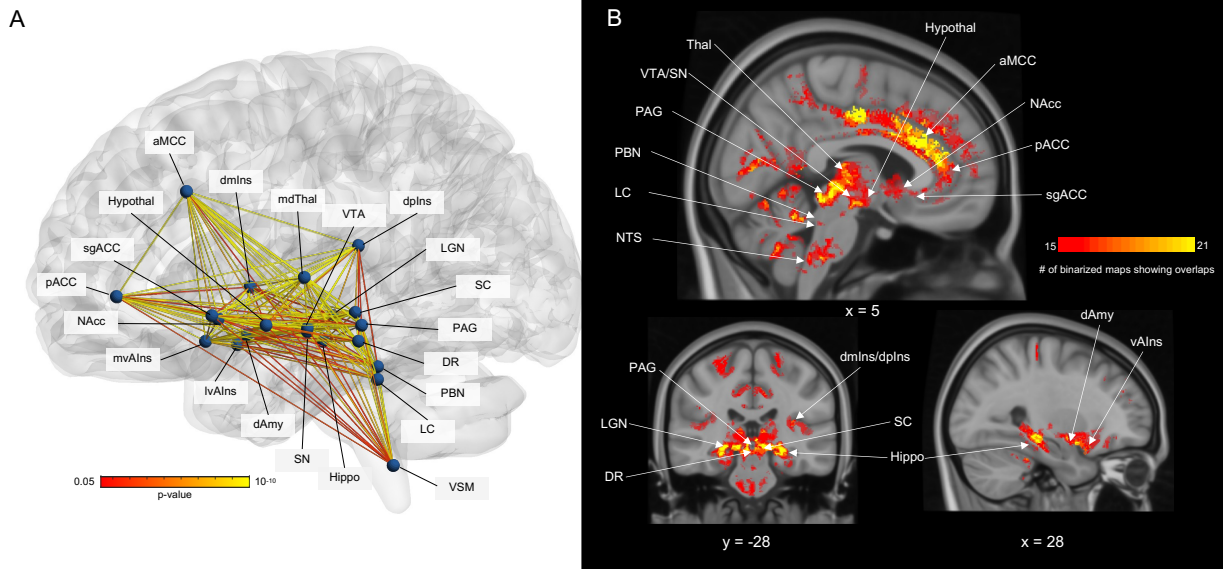 A
aMCC
dmIns
Hypothal
mdThal
VTA
dpIns
sgACC
LGN
pACC
SC
NAcc
PAG
mvAIns
DR
lvAIns
PBN
dAmy
LC
SN
Hippo
VSM
0.05
10-10
p-value
B
Hypothal
Thal
aMCC
VTA/SN
NAcc
PAG
pACC
PBN
LC
sgACC
NTS
15
21
# of binarized maps showing overlaps
x = 5
dAmy
dmIns/dpIns
vAIns
PAG
LGN
SC
Hippo
DR
y = -28
x = 28